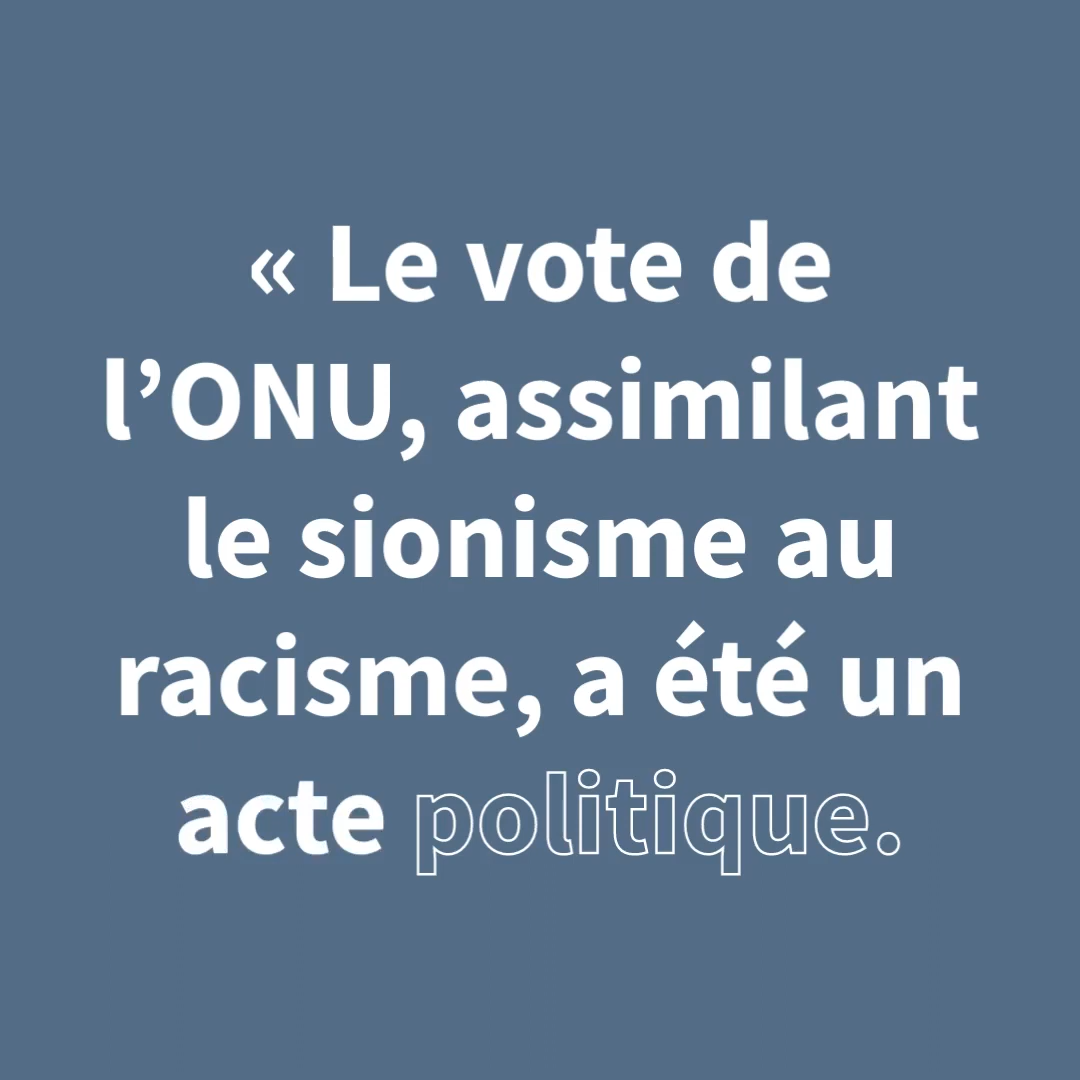 « Le vote de
l’ONU, assimilant
le sionisme au
racisme, a été un
acte politique.